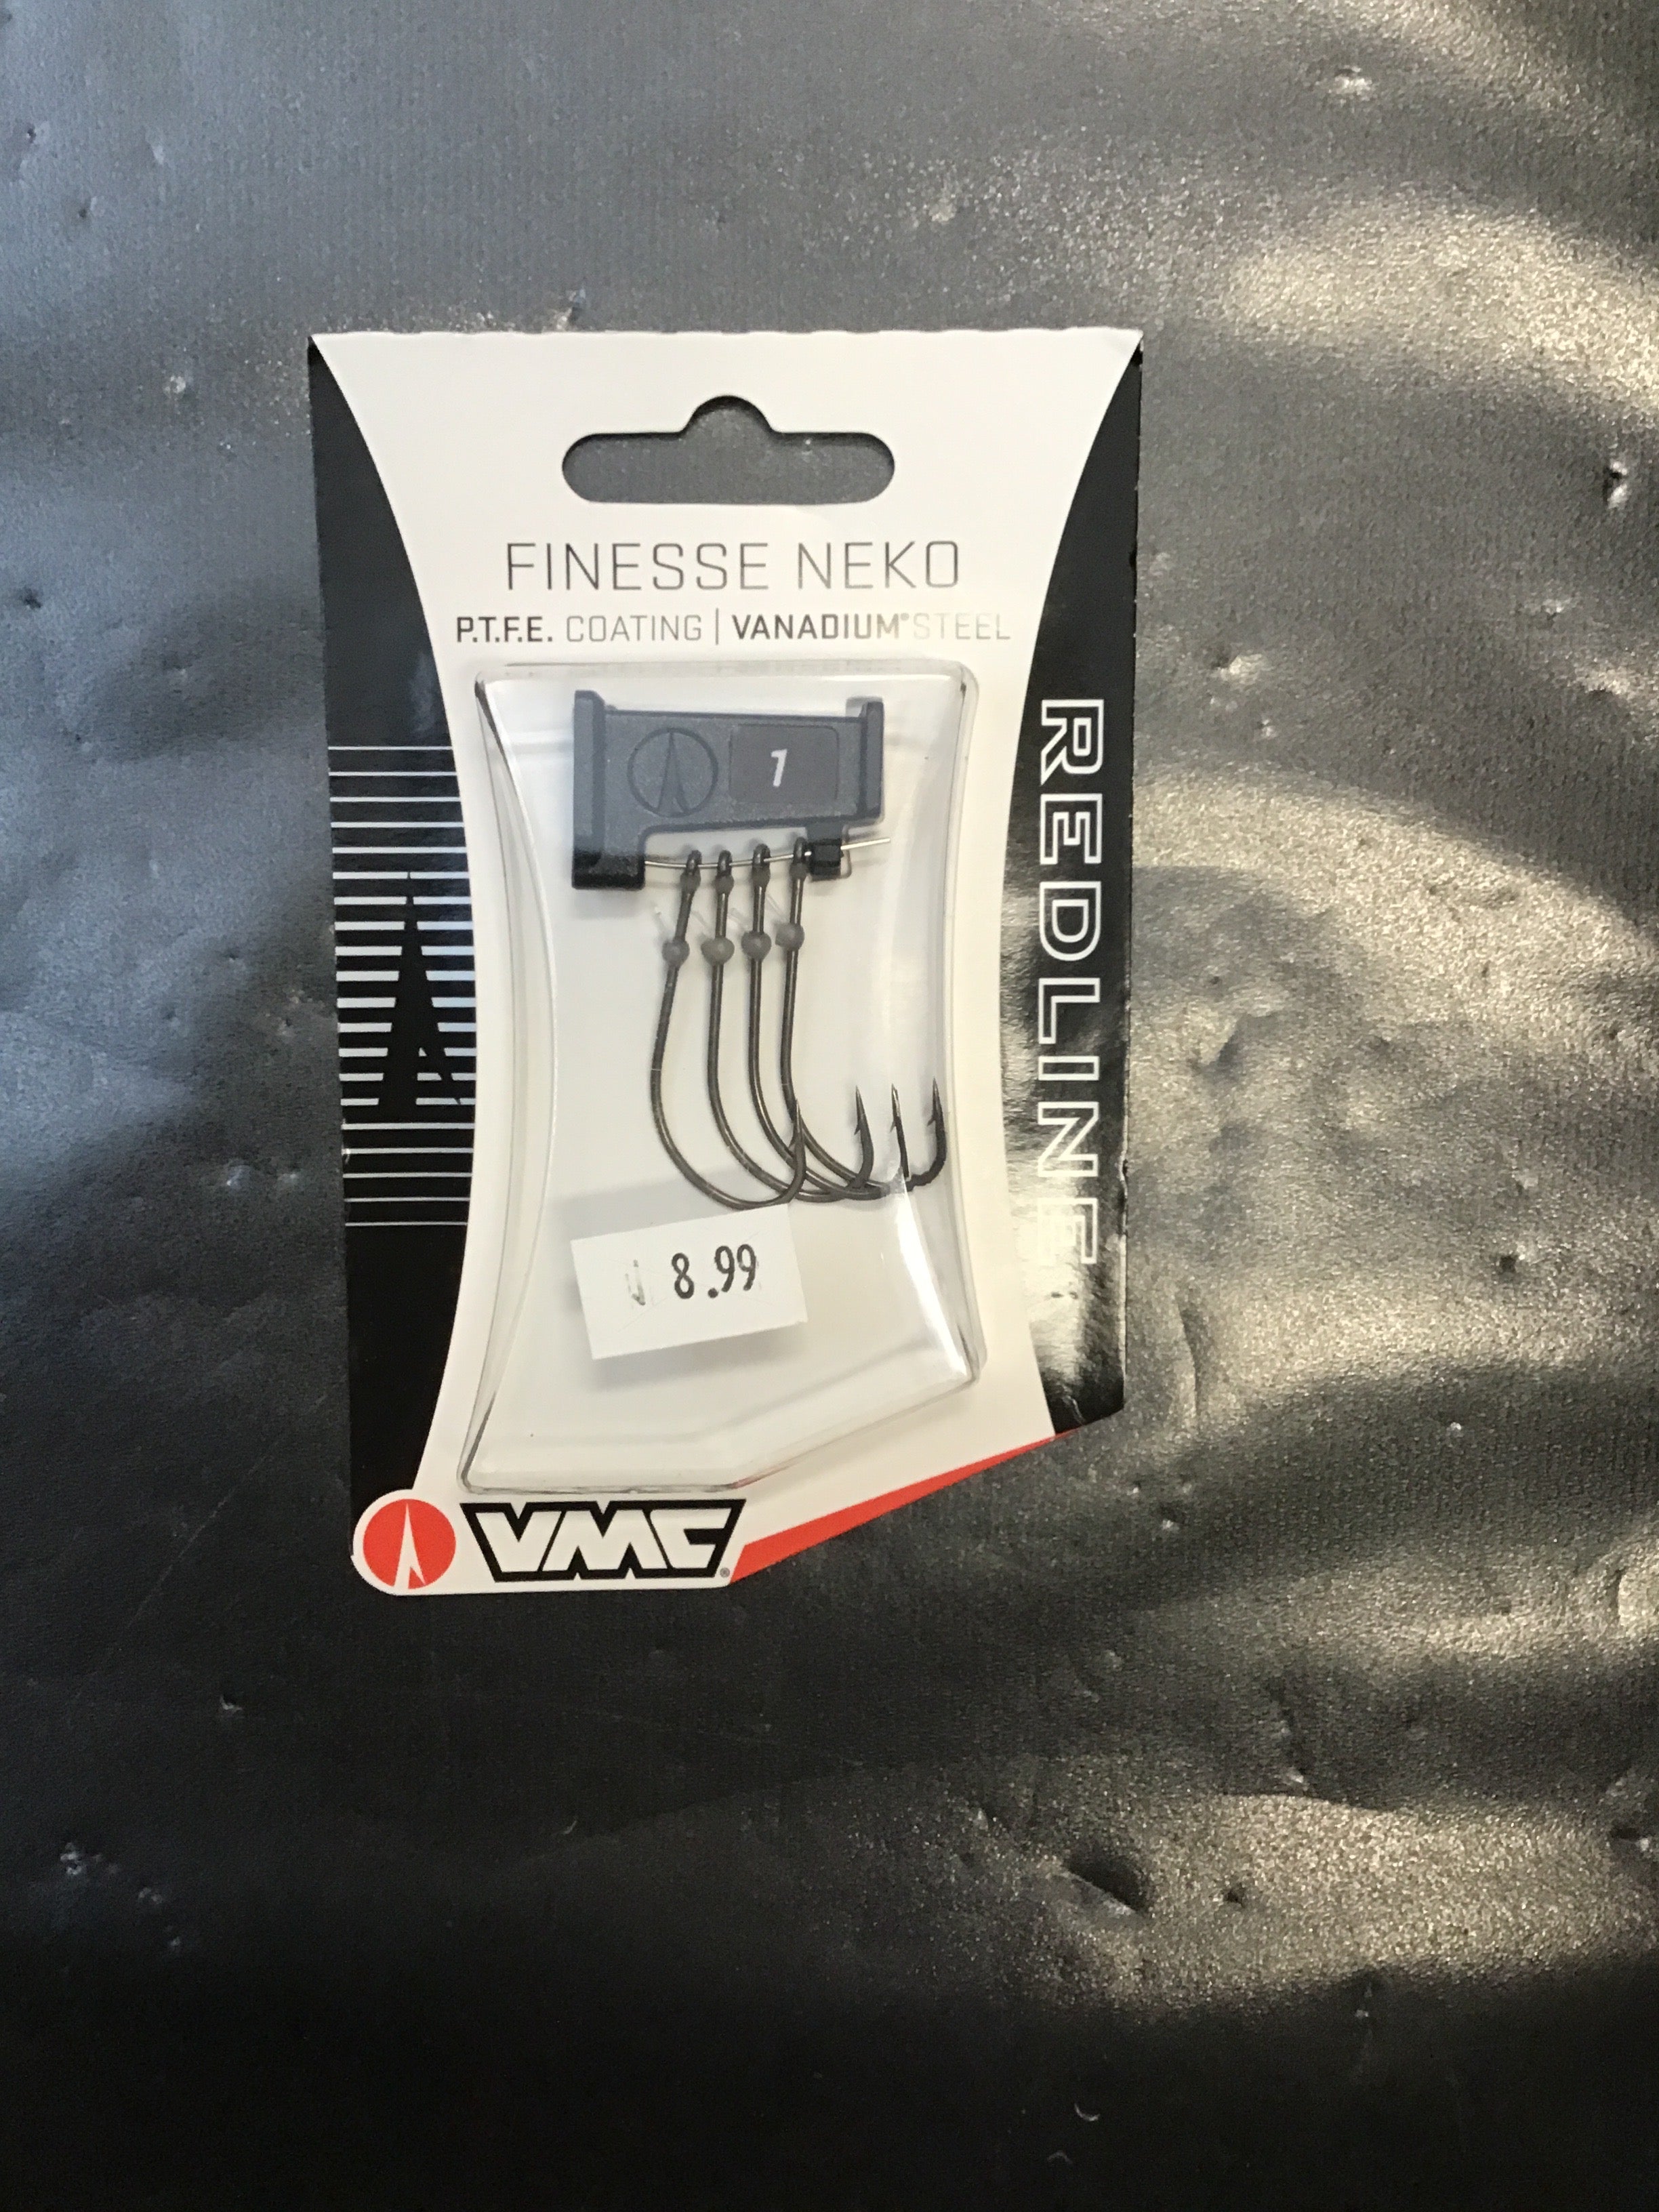 FINESSE NEKO
P.T.F.E. COATING | VANADIUM® STEEL
1
REDLINE
8.99
VMC®